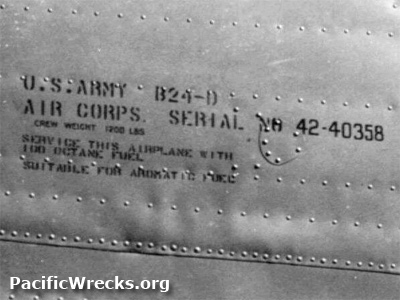 U.S. ARMY B24-D
AIR CORPS. SERIAL NO 42-40358
CREW WEIGHT 1200 LBS
SERVICE THIS AIRPLANE WITH
100 OCTANE FUEL
SUITABLE FOR AROMATIC FUEL
PacificWrecks.org